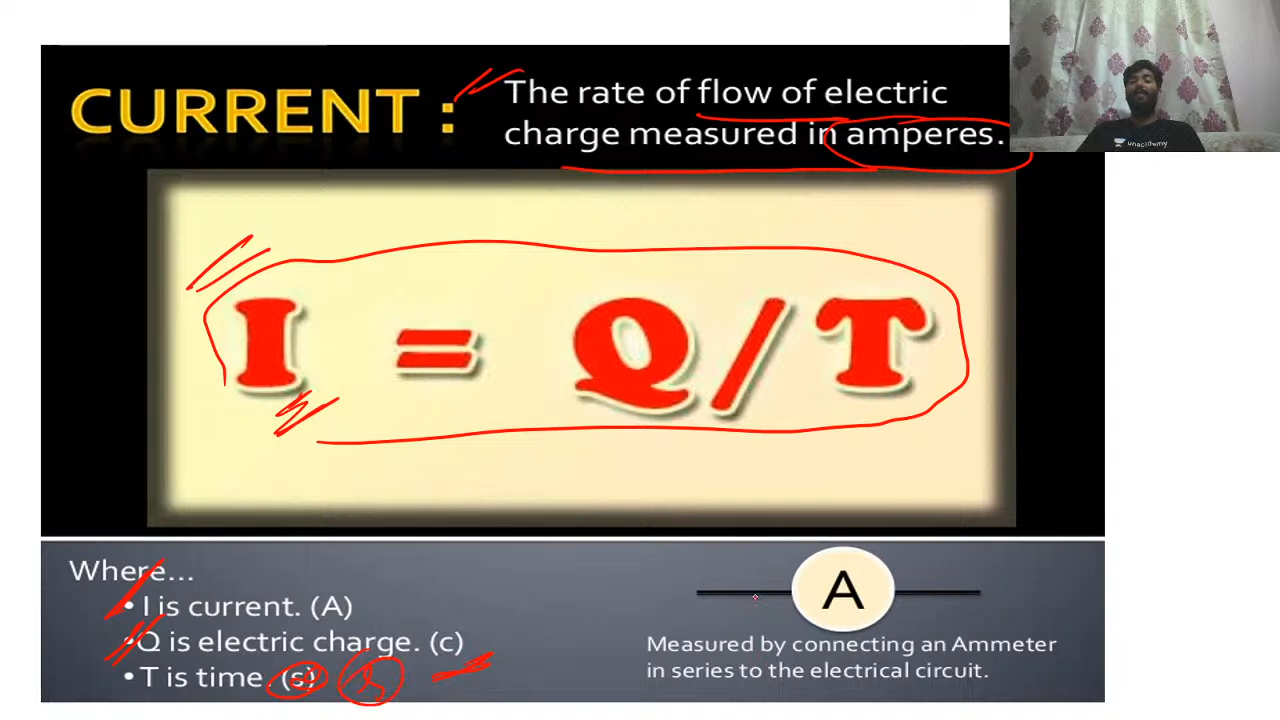 CURRENT :
The rate of flow of electric
charge measured in amperes.
unacademy
I = Q/T
Where...
• I is current. (A)
• Q is electric charge. (c)
• T is time. (s)
A
Measured by connecting an Ammeter
in series to the electrical circuit.